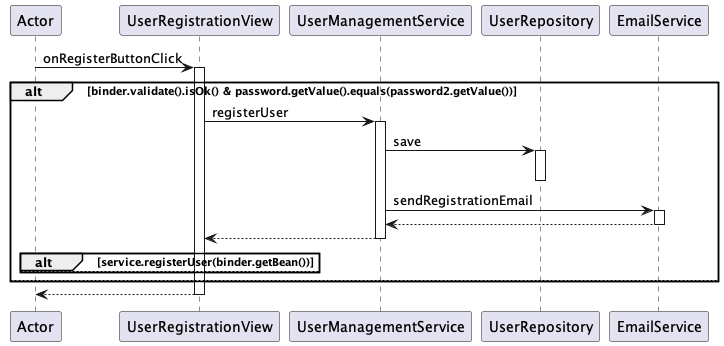 Actor UserRegistrationView UserManagementService UserRepository EmailService
onRegisterButtonClick
alt [binder.validate().isOk() & password.getValue().equals(password2.getValue())]
registerUser
save
sendRegistrationEmail
alt [service.registerUser(binder.getBean())]
Actor UserRegistrationView UserManagementService UserRepository EmailService